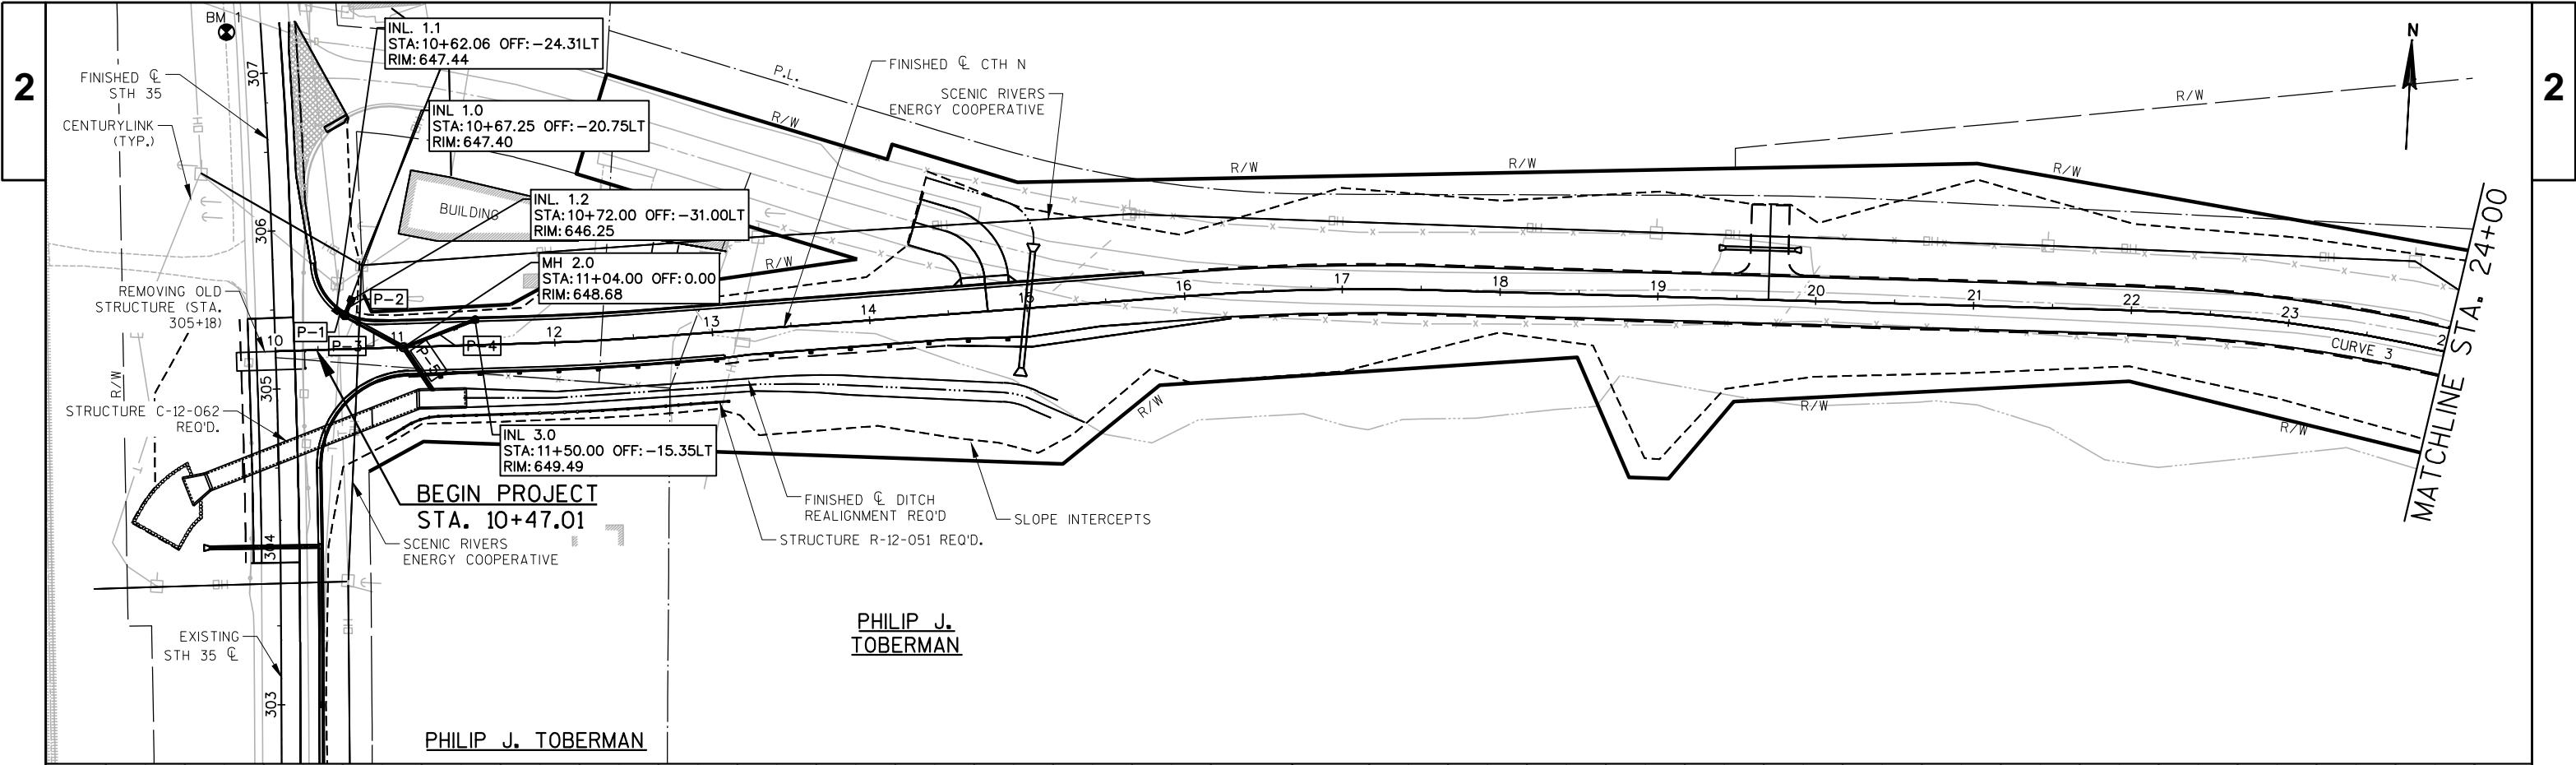 2
2
BM 1
N
INL. 1.1
STA:10+62.06 OFF:-24.31LT
RIM:647.44
FINISHED ℄
STH 35
CENTURYLINK
(TYP.)
INL 1.0
STA:10+67.25 OFF:-20.75LT
RIM:647.40
P.L.
R/W
FINISHED ℄ CTH N
SCENIC RIVERS
ENERGY COOPERATIVE
R/W
R/W
R/W
R/W
BUILDING
INL. 1.2
STA:10+72.00 OFF:-31.00LT
RIM:646.25
MH 2.0
STA:11+04.00 OFF:0.00
RIM:648.68
R/W
REMOVING OLD
STRUCTURE (STA.
305+18)
P-2
P-1
P-3
P-4
P-5
307
306
305
304
303
10
11
12
13
14
15
16
17
18
19
20
21
22
23
2
CURVE 3
MATCHLINE STA. 24+00
R/W
STRUCTURE C-12-062
REQ'D.
R/W
R/W
R/W
INL 3.0
STA:11+50.00 OFF:-15.35LT
RIM:649.49
BEGIN PROJECT
STA. 10+47.01
SCENIC RIVERS
ENERGY COOPERATIVE
FINISHED ℄ DITCH
REALIGNMENT REQ'D
STRUCTURE R-12-051 REQ'D.
SLOPE INTERCEPTS
EXISTING
STH 35 ℄
PHILIP J.
TOBERMAN
PHILIP J. TOBERMAN